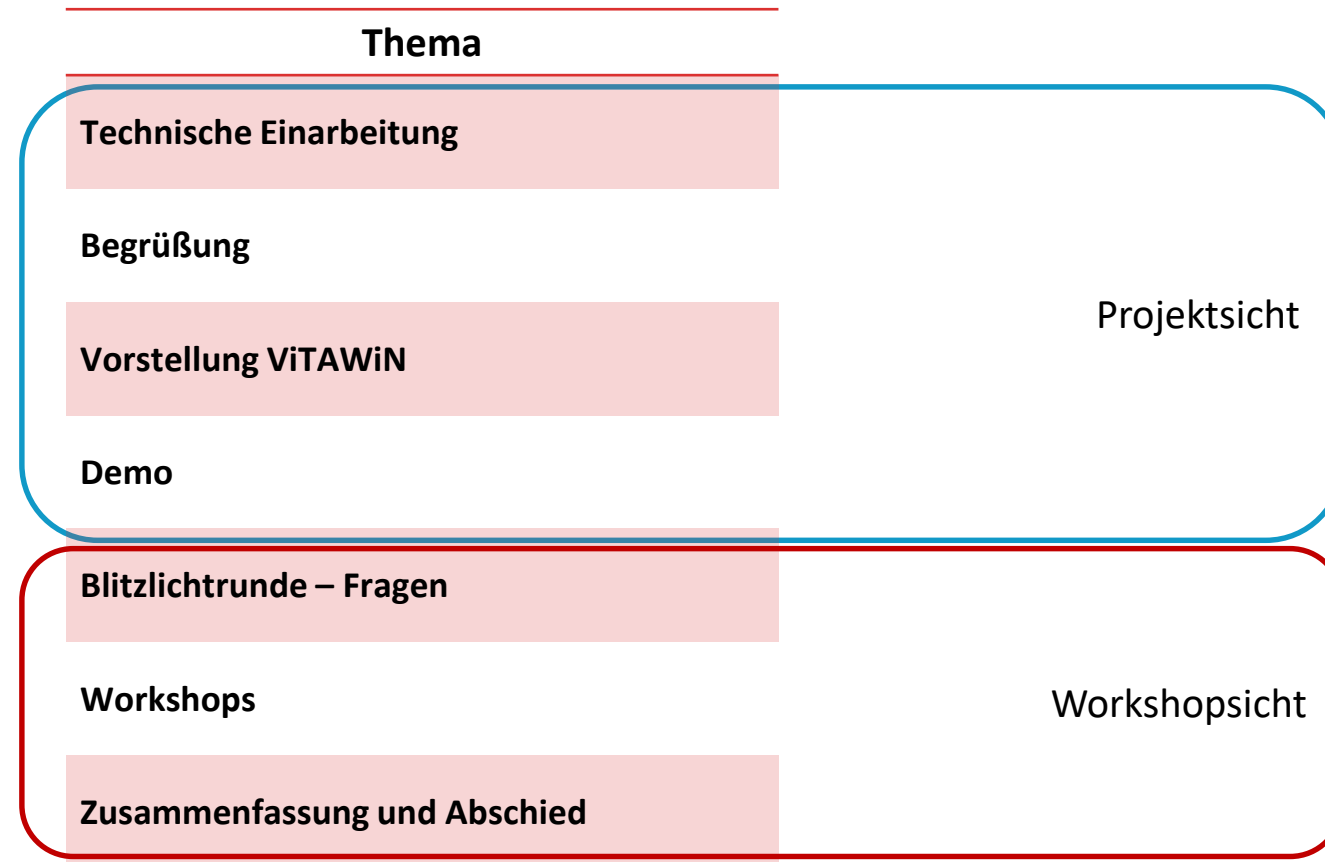 Thema
Technische Einarbeitung
Begrüßung
Vorstellung ViTAWiN
Demo
Projektsicht
Blitzlichtrunde – Fragen
Workshops
Zusammenfassung und Abschied
Workshopsicht